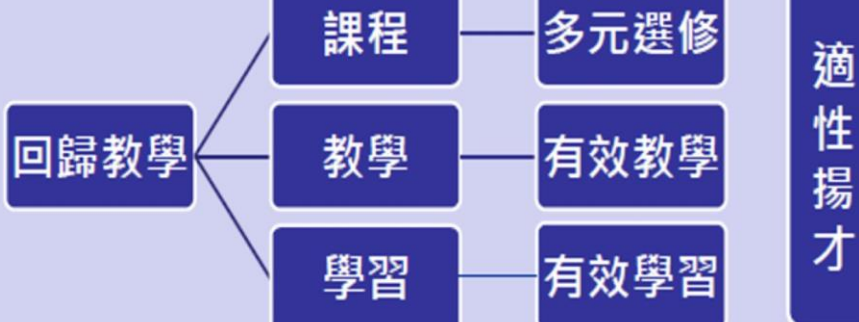 課程
多元選修
回歸教學
教學
有效教學
學習
有效學習
適性揚才